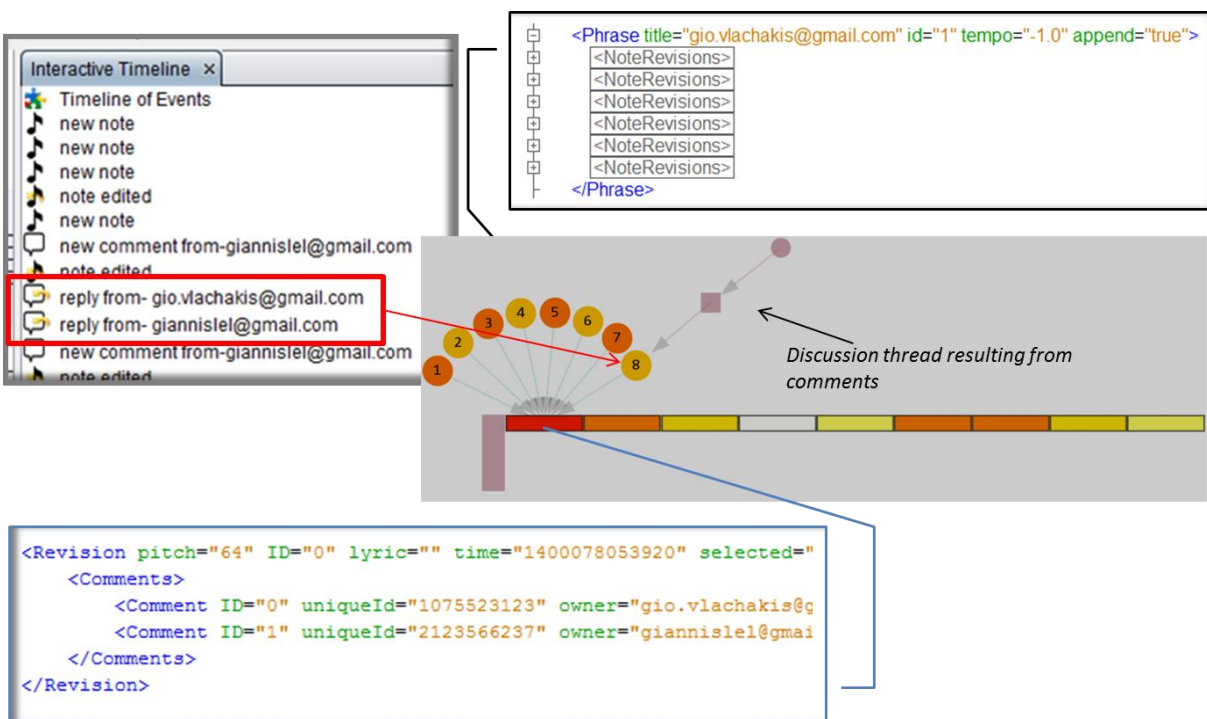 Interactive Timeline ×
Timeline of Events
new note
new note
new note
note edited
new note
new comment from-giannislel@gmail.com
note edited
reply from- gio.vlachakis@gmail.com
reply from- giannislel@gmail.com
new comment from-giannislel@gmail.com
note edited
<Phrase title="gio.vlachakis@gmail.com" id="1" tempo="-1.0" append="true">
<NoteRevisions>
<NoteRevisions>
<NoteRevisions>
<NoteRevisions>
<NoteRevisions>
<NoteRevisions>
</Phrase>
1
2
3
4
5
6
7
8
Discussion thread resulting from
comments
<Revision pitch="64" ID="0" lyric="" time="1400078053920" selected="
<Comments>
<Comment ID="0" uniqueId="1075523123" owner="gio.vlachakis@g
<Comment ID="1" uniqueId="2123566237" owner="giannislel@gmai
</Comments>
</Revision>